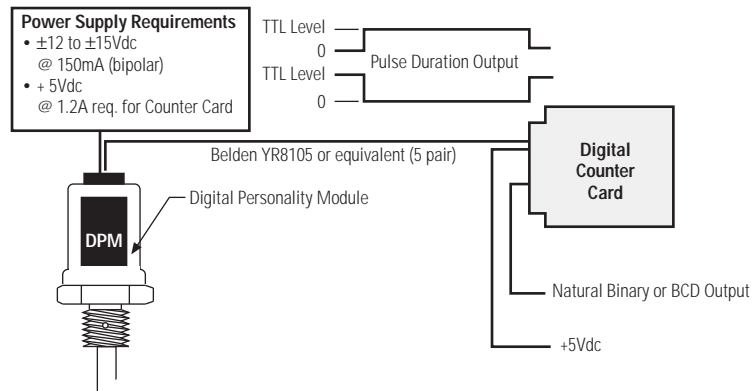 Power Supply Requirements
• ±12 to ±15Vdc
@ 150mA (bipolar)
• + 5Vdc
@ 1.2A req. for Counter Card
TTL Level
0
TTL Level
0
Pulse Duration Output
Belden YR8105 or equivalent (5 pair)
Digital
Counter
Card
Digital Personality Module
DPM
Natural Binary or BCD Output
+5Vdc